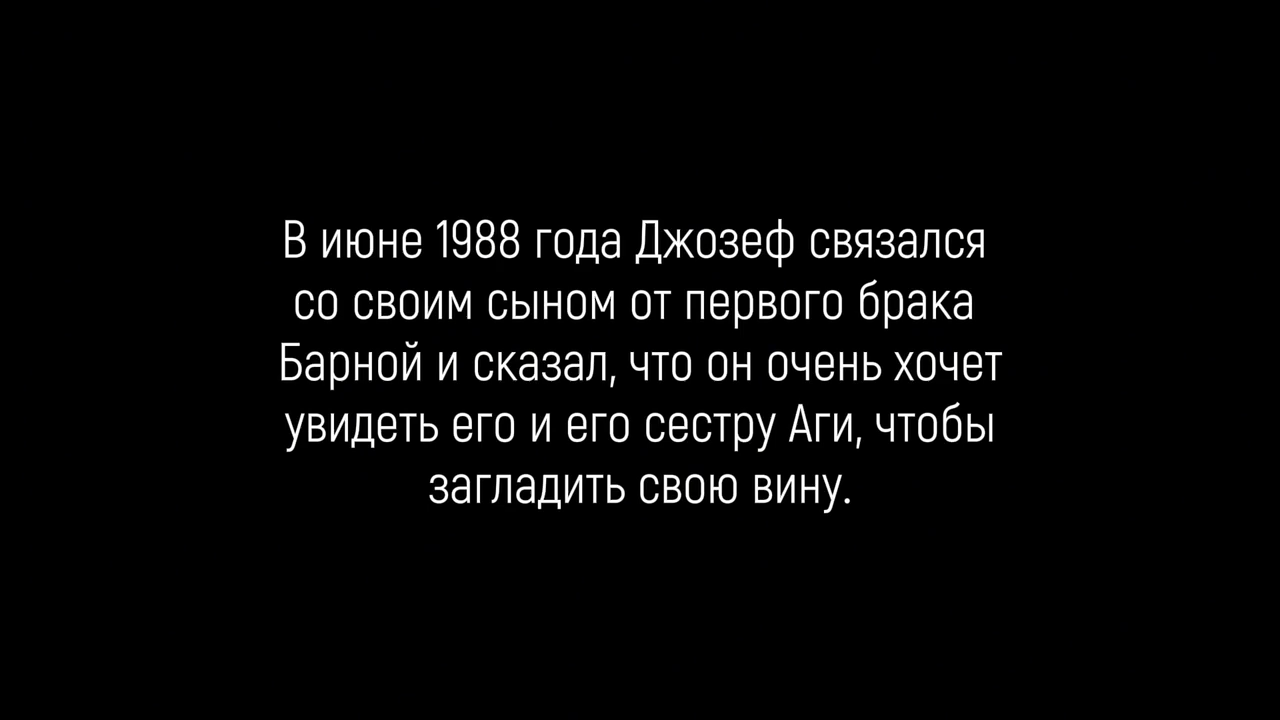 В июне 1988 года Джозеф связался
со своим сыном от первого брака
Барной и сказал, что он очень хочет
увидеть его и его сестру Аги, чтобы
загладить свою вину.